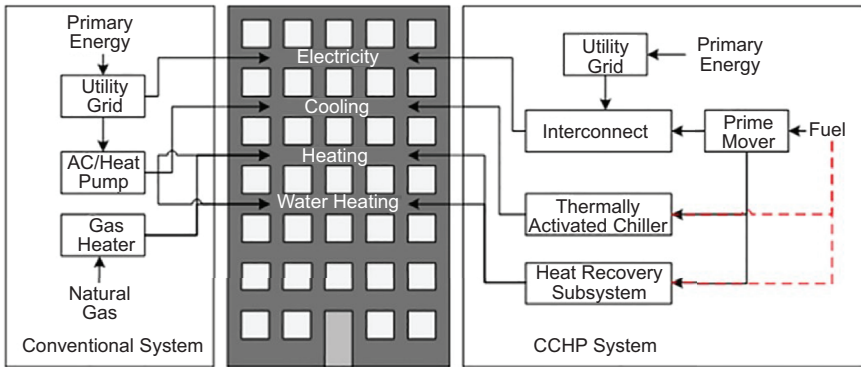 Primary
Energy
Utility
Grid
AC/Heat
Pump
Gas
Heater
Natural
Gas
Conventional System
Electricity
Cooling
Heating
Water Heating
Utility
Grid
Primary
Energy
Interconnect
Prime
Mover
Fuel
Thermally
Activated Chiller
Heat Recovery
Subsystem
CCHP System